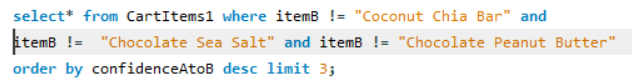 select* from CartItems1 where itemB != "Coconut Chia Bar" and
itemB !=  "Chocolate Sea Salt" and itemB != "Chocolate Peanut Butter"
order by confidenceAtoB desc limit 3;